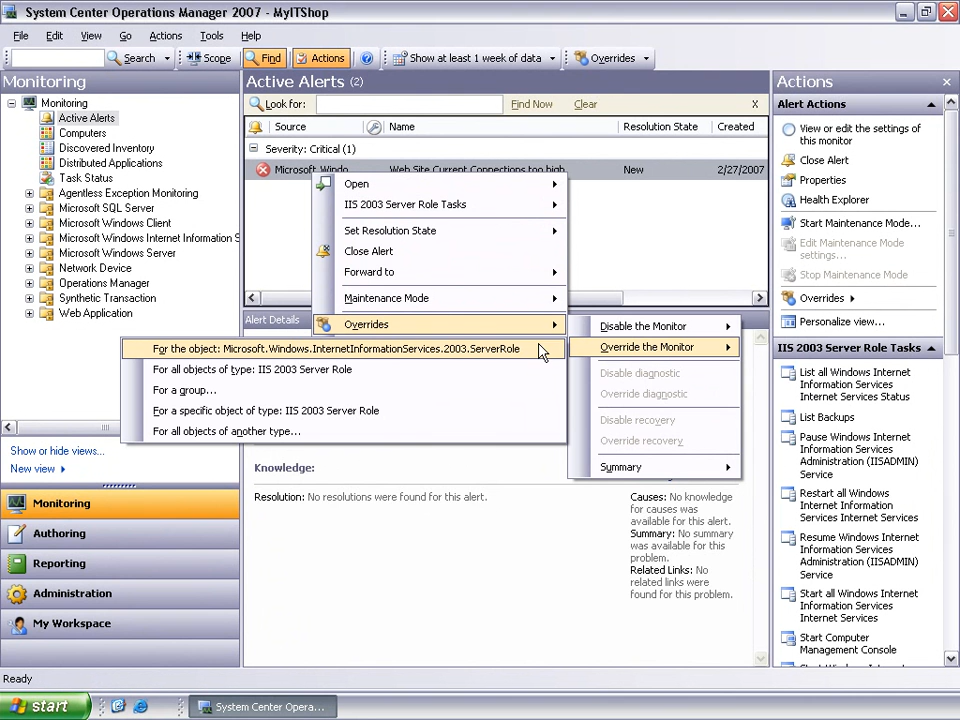 System Center Operations Manager 2007 - MyITShop
File Edit View Go Actions Tools Help
Search Scope Find Actions Show at least 1 week of data Overrides
Monitoring
Monitoring
Active Alerts
Computers
Discovered Inventory
Distributed Applications
Task Status
Agentless Exception Monitoring
Microsoft SQL Server
Microsoft Windows Client
Microsoft Windows Internet Information S
Microsoft Windows Server
Network Device
Operations Manager
Synthetic Transaction
Web Application
Show or hide views...
New view
Monitoring
Authoring
Reporting
Administration
My Workspace
Active Alerts (2)
Look for: Find Now Clear X
Source Name Resolution State Created
Severity: Critical (1)
Microsoft.Windo Web Site Current Connections too high New 2/27/2007
Open
IIS 2003 Server Role Tasks
Set Resolution State
Close Alert
Forward to
Maintenance Mode
Overrides
Alert Details
Disable the Monitor
Override the Monitor
Disable diagnostic
Override diagnostic
Disable recovery
Override recovery
Summary
For the object: Microsoft.Windows.InternetInformationServices.2003.ServerRole
For all objects of type: IIS 2003 Server Role
For a group...
For a specific object of type: IIS 2003 Server Role
For all objects of another type...
Knowledge:
Resolution: No resolutions were found for this alert.
Causes: No knowledge
for causes was
available for this alert.
Summary: No summary
was available for this
problem.
Related Links: No
related links were
found for this problem.
Actions
Alert Actions
View or edit the settings of
this monitor
Close Alert
Properties
Health Explorer
Start Maintenance Mode...
Edit Maintenance Mode
settings...
Stop Maintenance Mode
Overrides
Personalize view...
IIS 2003 Server Role Tasks
List all Windows Internet
Information Services
Internet Services Status
List Backups
Pause Windows Internet
Information Services
Administration (IISADMIN)
Service
Restart all Windows
Internet Information
Services Internet Services
Resume Windows Internet
Information Services
Administration (IISADMIN)
Service
Start all Windows Internet
Information Services
Internet Services
Start Computer
Management Console
Ready
start System Center Opera...